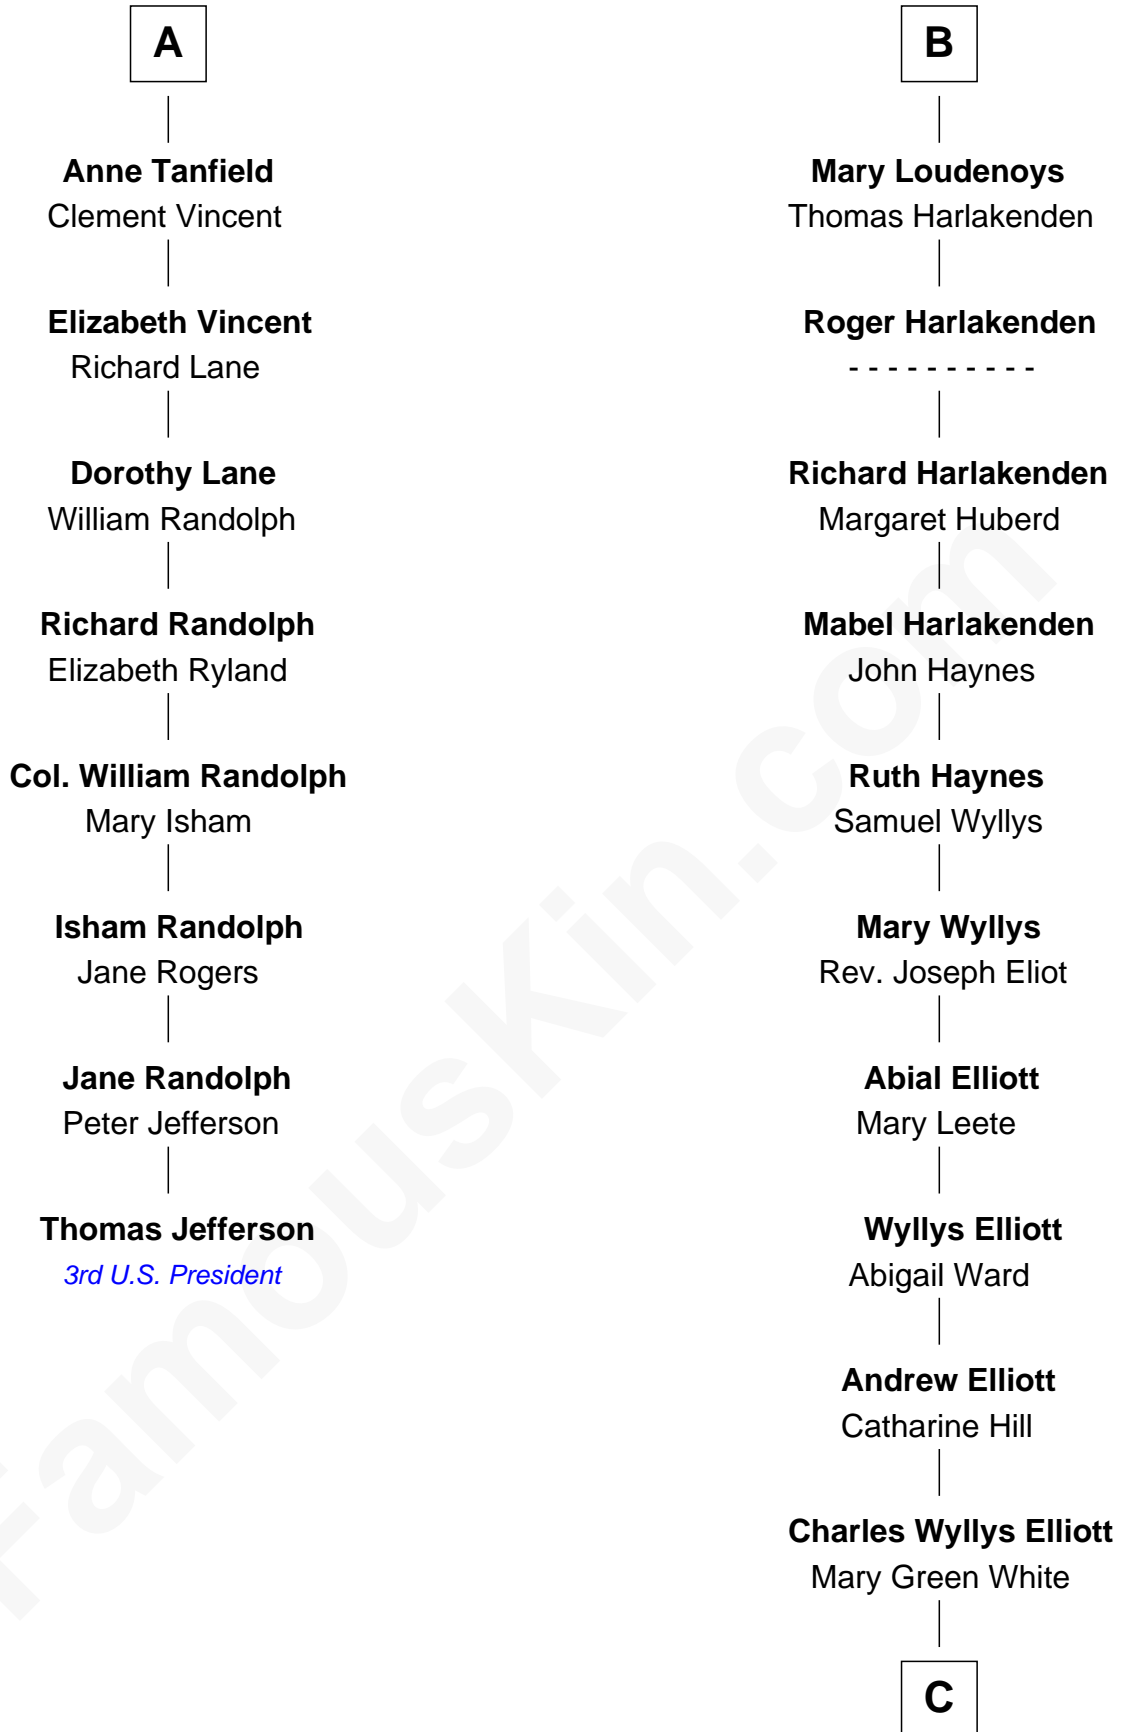 A
Anne Tanfield
Clement Vincent
Elizabeth Vincent
Richard Lane
Dorothy Lane
William Randolph
Richard Randolph
Elizabeth Ryland
Col. William Randolph
Mary Isham
Isham Randolph
Jane Rogers
Jane Randolph
Peter Jefferson
Thomas Jefferson
3rd U.S. President
B
Mary Loudenoys
Thomas Harlakenden
Roger Harlakenden
- - - - - - - - - -
Richard Harlakenden
Margaret Huberd
Mabel Harlakenden
John Haynes
Ruth Haynes
Samuel Wyllys
Mary Wyllys
Rev. Joseph Eliot
Abial Elliott
Mary Leete
Wyllys Elliott
Abigail Ward
Andrew Elliott
Catharine Hill
Charles Wyllys Elliott
Mary Green White
C
FamousKin.com